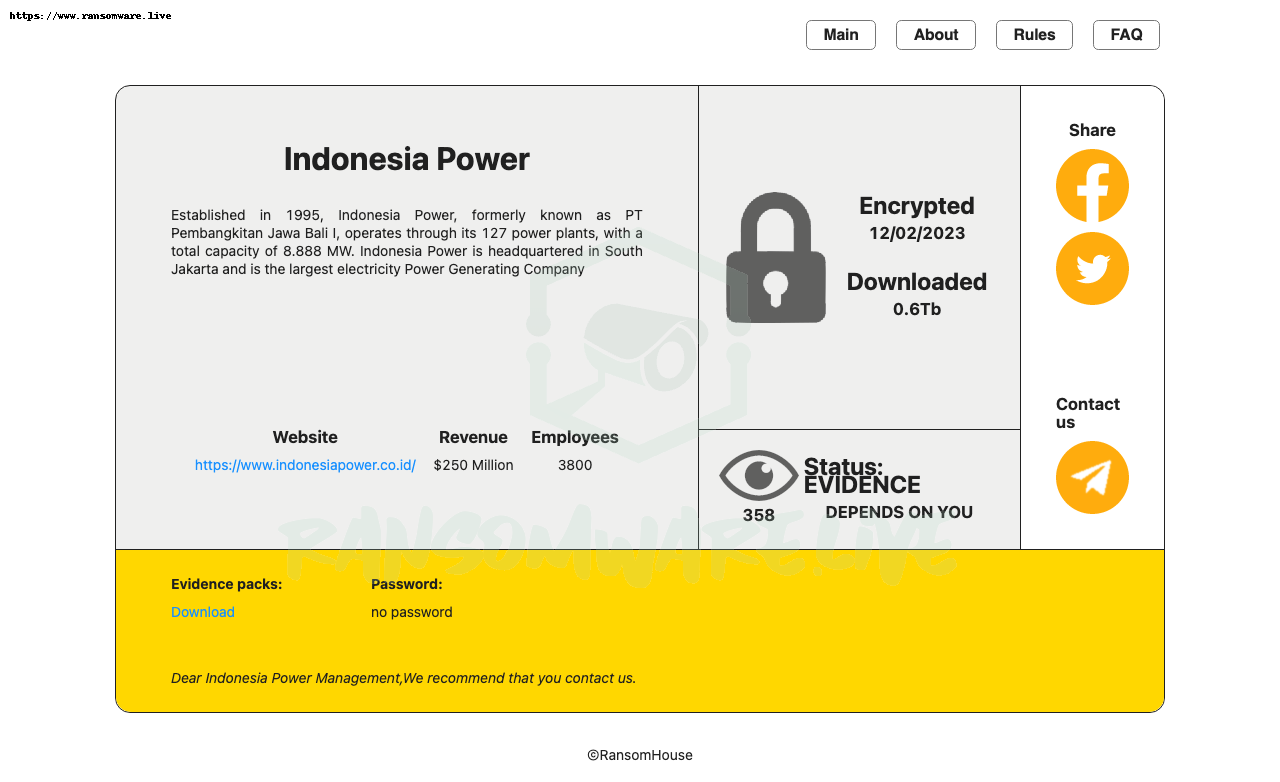 https://www.ransomware.live
Main
About
Rules
FAQ
Indonesia Power
Established in 1995, Indonesia Power, formerly known as PT
Pembangkitan Jawa Bali I, operates through its 127 power plants, with a
total capacity of 8.888 MW. Indonesia Power is headquartered in South
Jakarta and is the largest electricity Power Generating Company
Website
Revenue
Employees
https://www.indonesiapower.co.id/
$250 Million
3800
Encrypted
12/02/2023
Downloaded
0.6Tb
Status:
EVIDENCE
358
DEPENDS ON YOU
Share
Contact
us
RANSOMWARE.LIVE
Evidence packs:
Password:
Download
no password
Dear Indonesia Power Management,We recommend that you contact us.
©RansomHouse